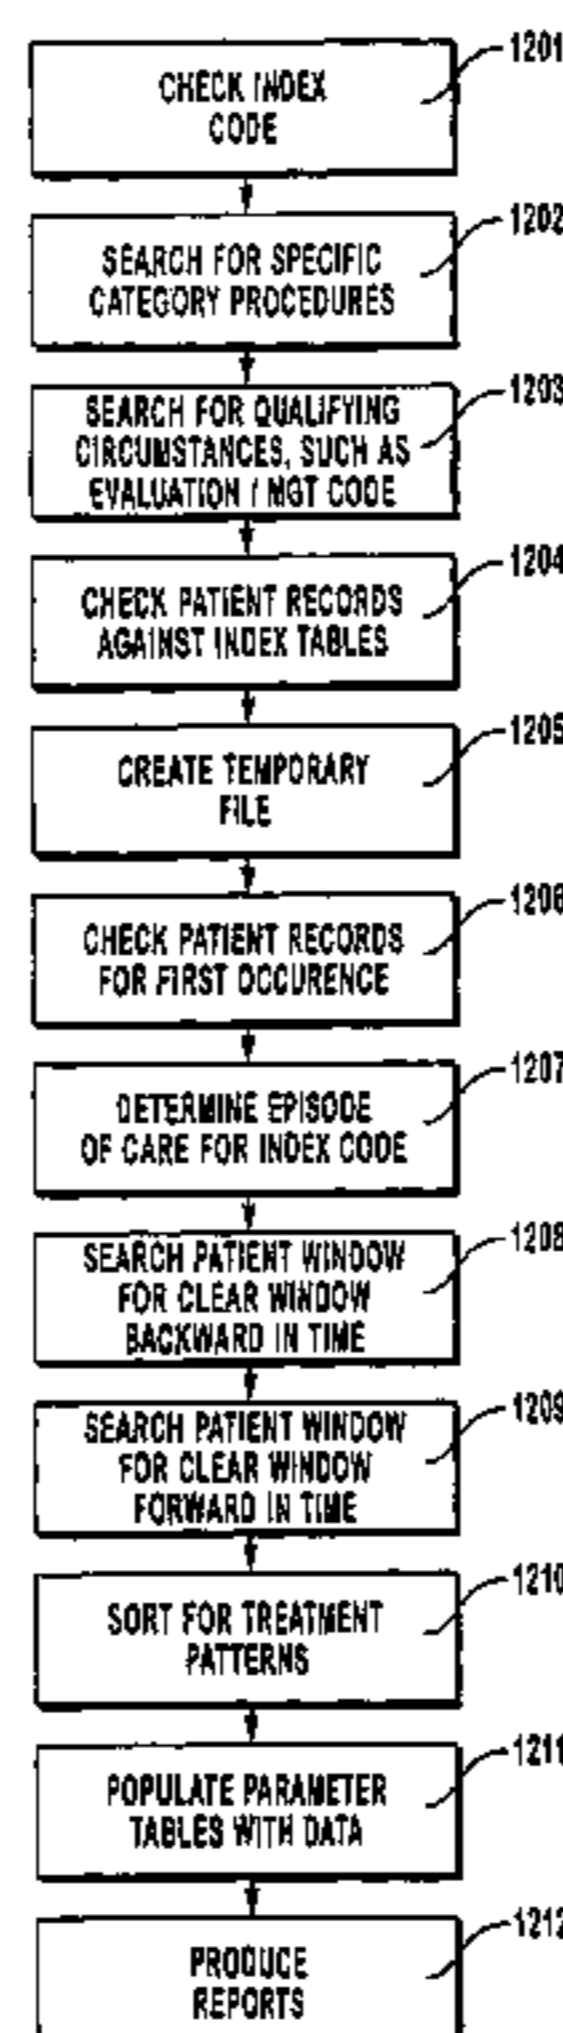 1201
CHECK INDEX
CODE
1202
SEARCH FOR SPECIFIC
CATEGORY PROCEDURES
1203
SEARCH FOR QUALIFYING
CIRCUMSTANCES, SUCH AS
EVALUATION / MGT CODE
1204
CHECK PATIENT RECORDS
AGAINST INDEX TABLES
1205
CREATE TEMPORARY
FILE
1206
CHECK PATIENT RECORDS
FOR FIRST OCCURENCE
1207
DETERMINE EPISODE
OF CARE FOR INDEX CODE
1208
SEARCH PATIENT WINDOW
FOR CLEAR WINDOW
BACKWARD IN TIME
1209
SEARCH PATIENT WINDOW
FOR CLEAR WINDOW
FORWARD IN TIME
1210
SORT FOR TREATMENT
PATTERNS
1211
POPULATE PARAMETER
TABLES WITH DATA
1212
PRODUCE
REPORTS